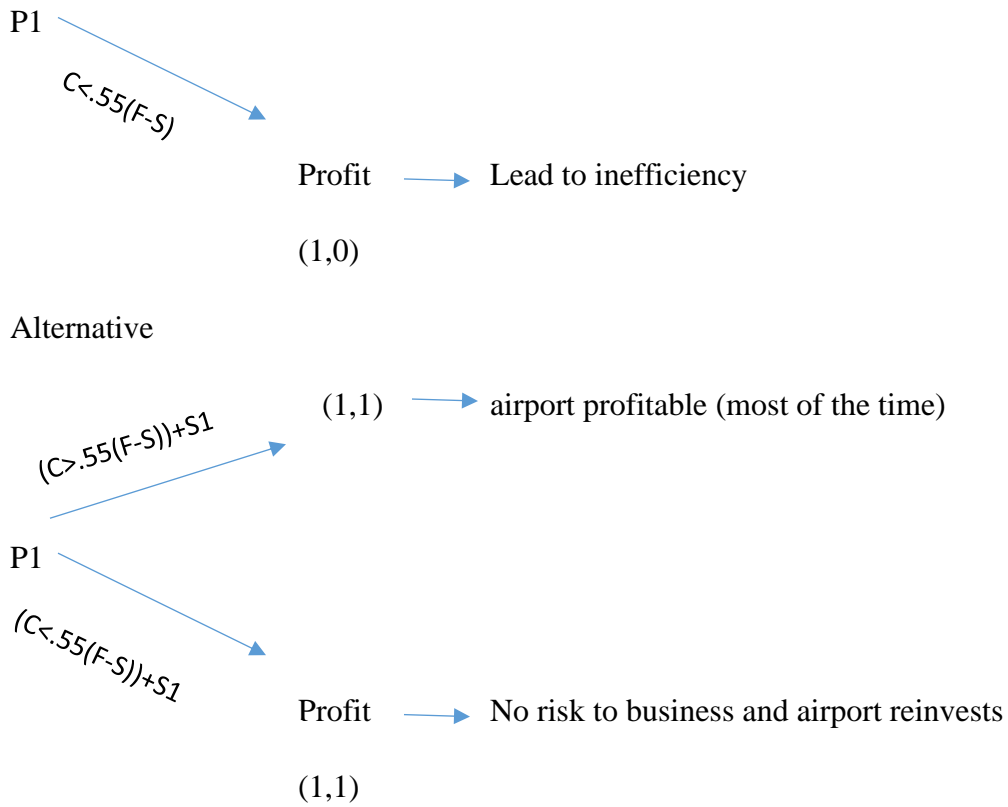 P1
C<.55(F-S)
Profit
Lead to inefficiency
(1,0)
Alternative
(1,1)
airport profitable (most of the time)
(C>.55(F-S))+S1
P1
(C<.55(F-S))+S1
Profit
No risk to business and airport reinvests
(1,1)